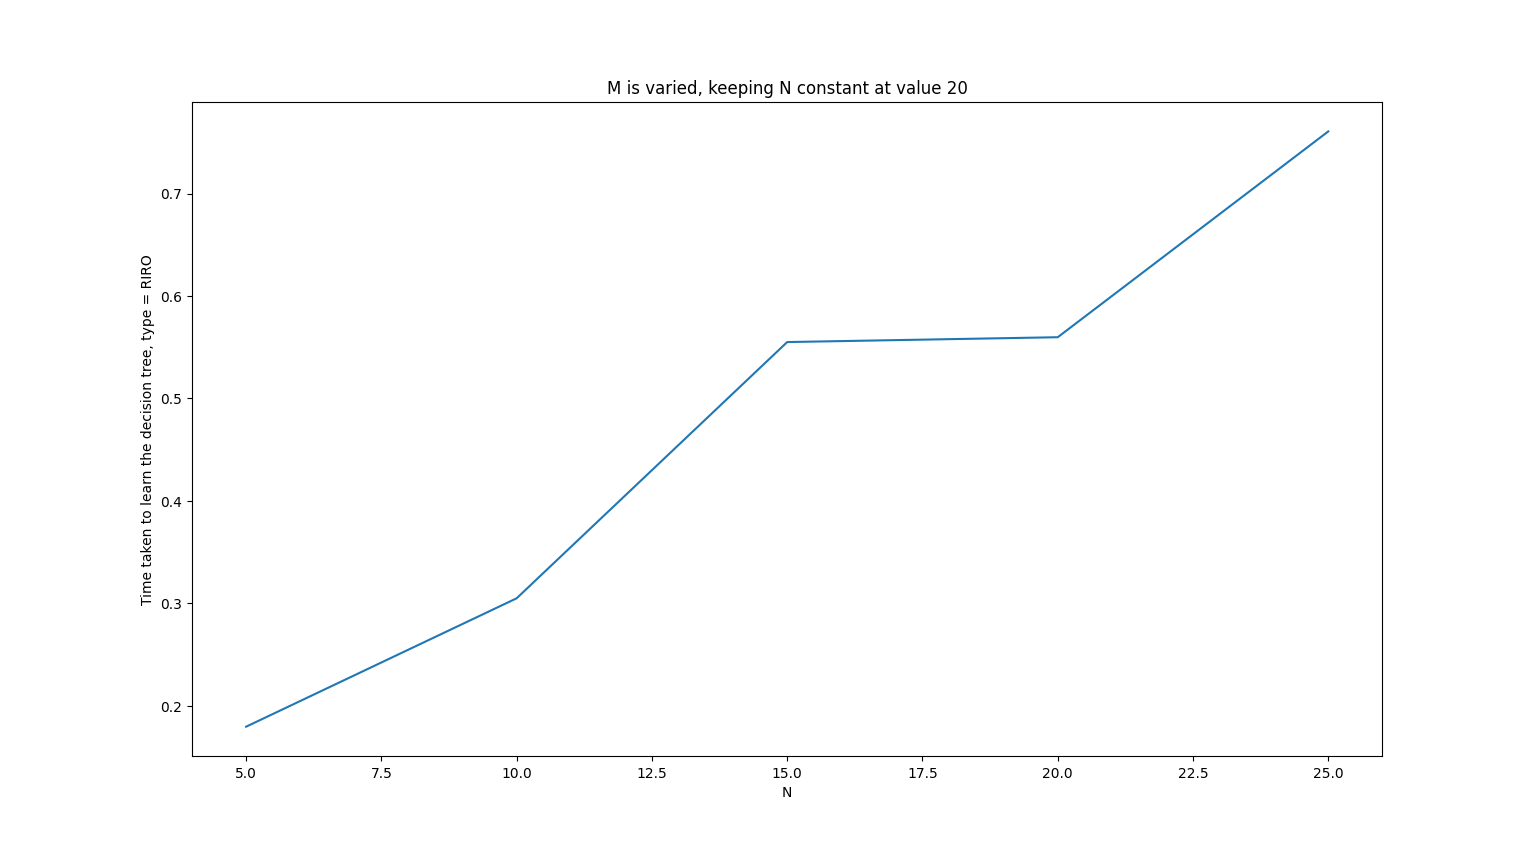 M is varied, keeping N constant at value 20
Time taken to learn the decision tree, type = RIRO
0.7
0.6
0.5
0.4
0.3
0.2
5.0 7.5 10.0 12.5 15.0 17.5 20.0 22.5 25.0
N